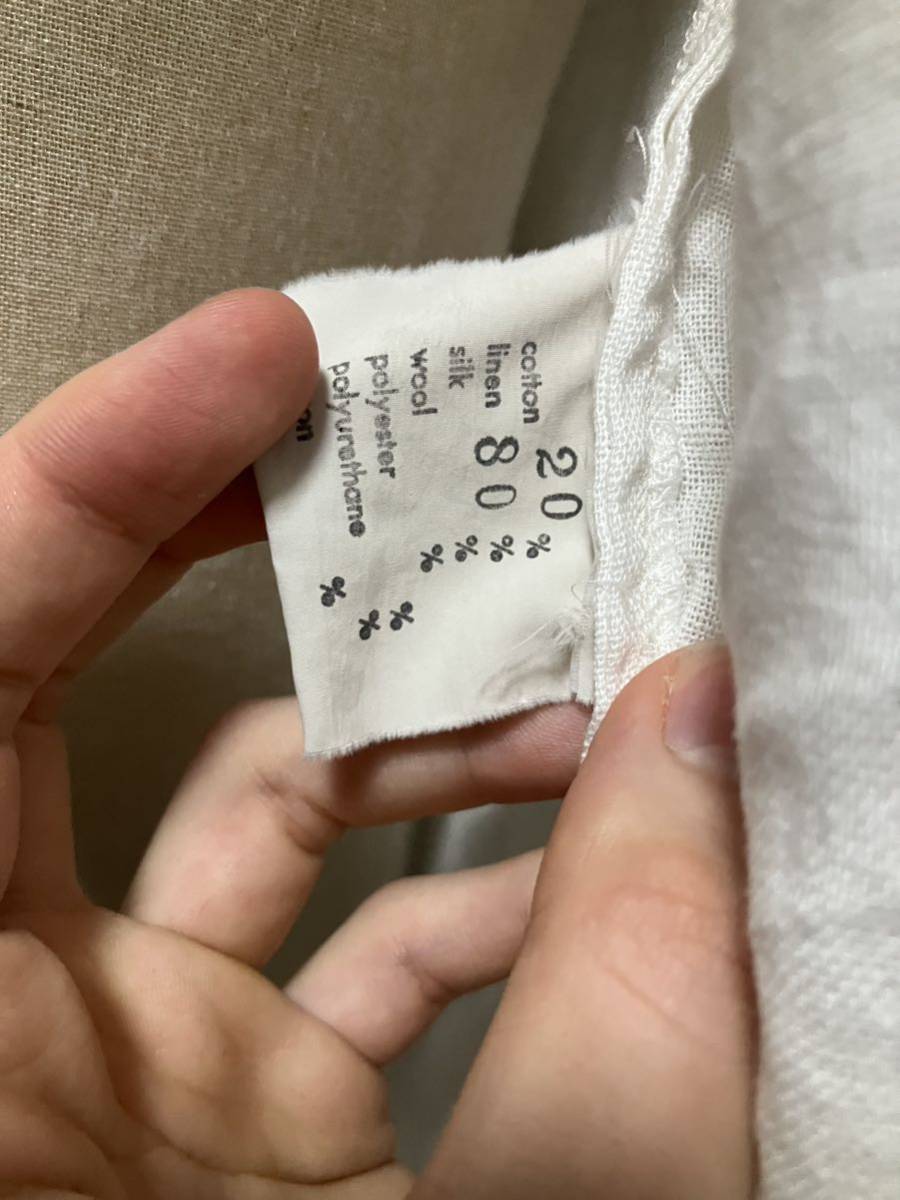 cotton 20 %
linen 80 %
silk %
wool %
polyester %
polyurethane %